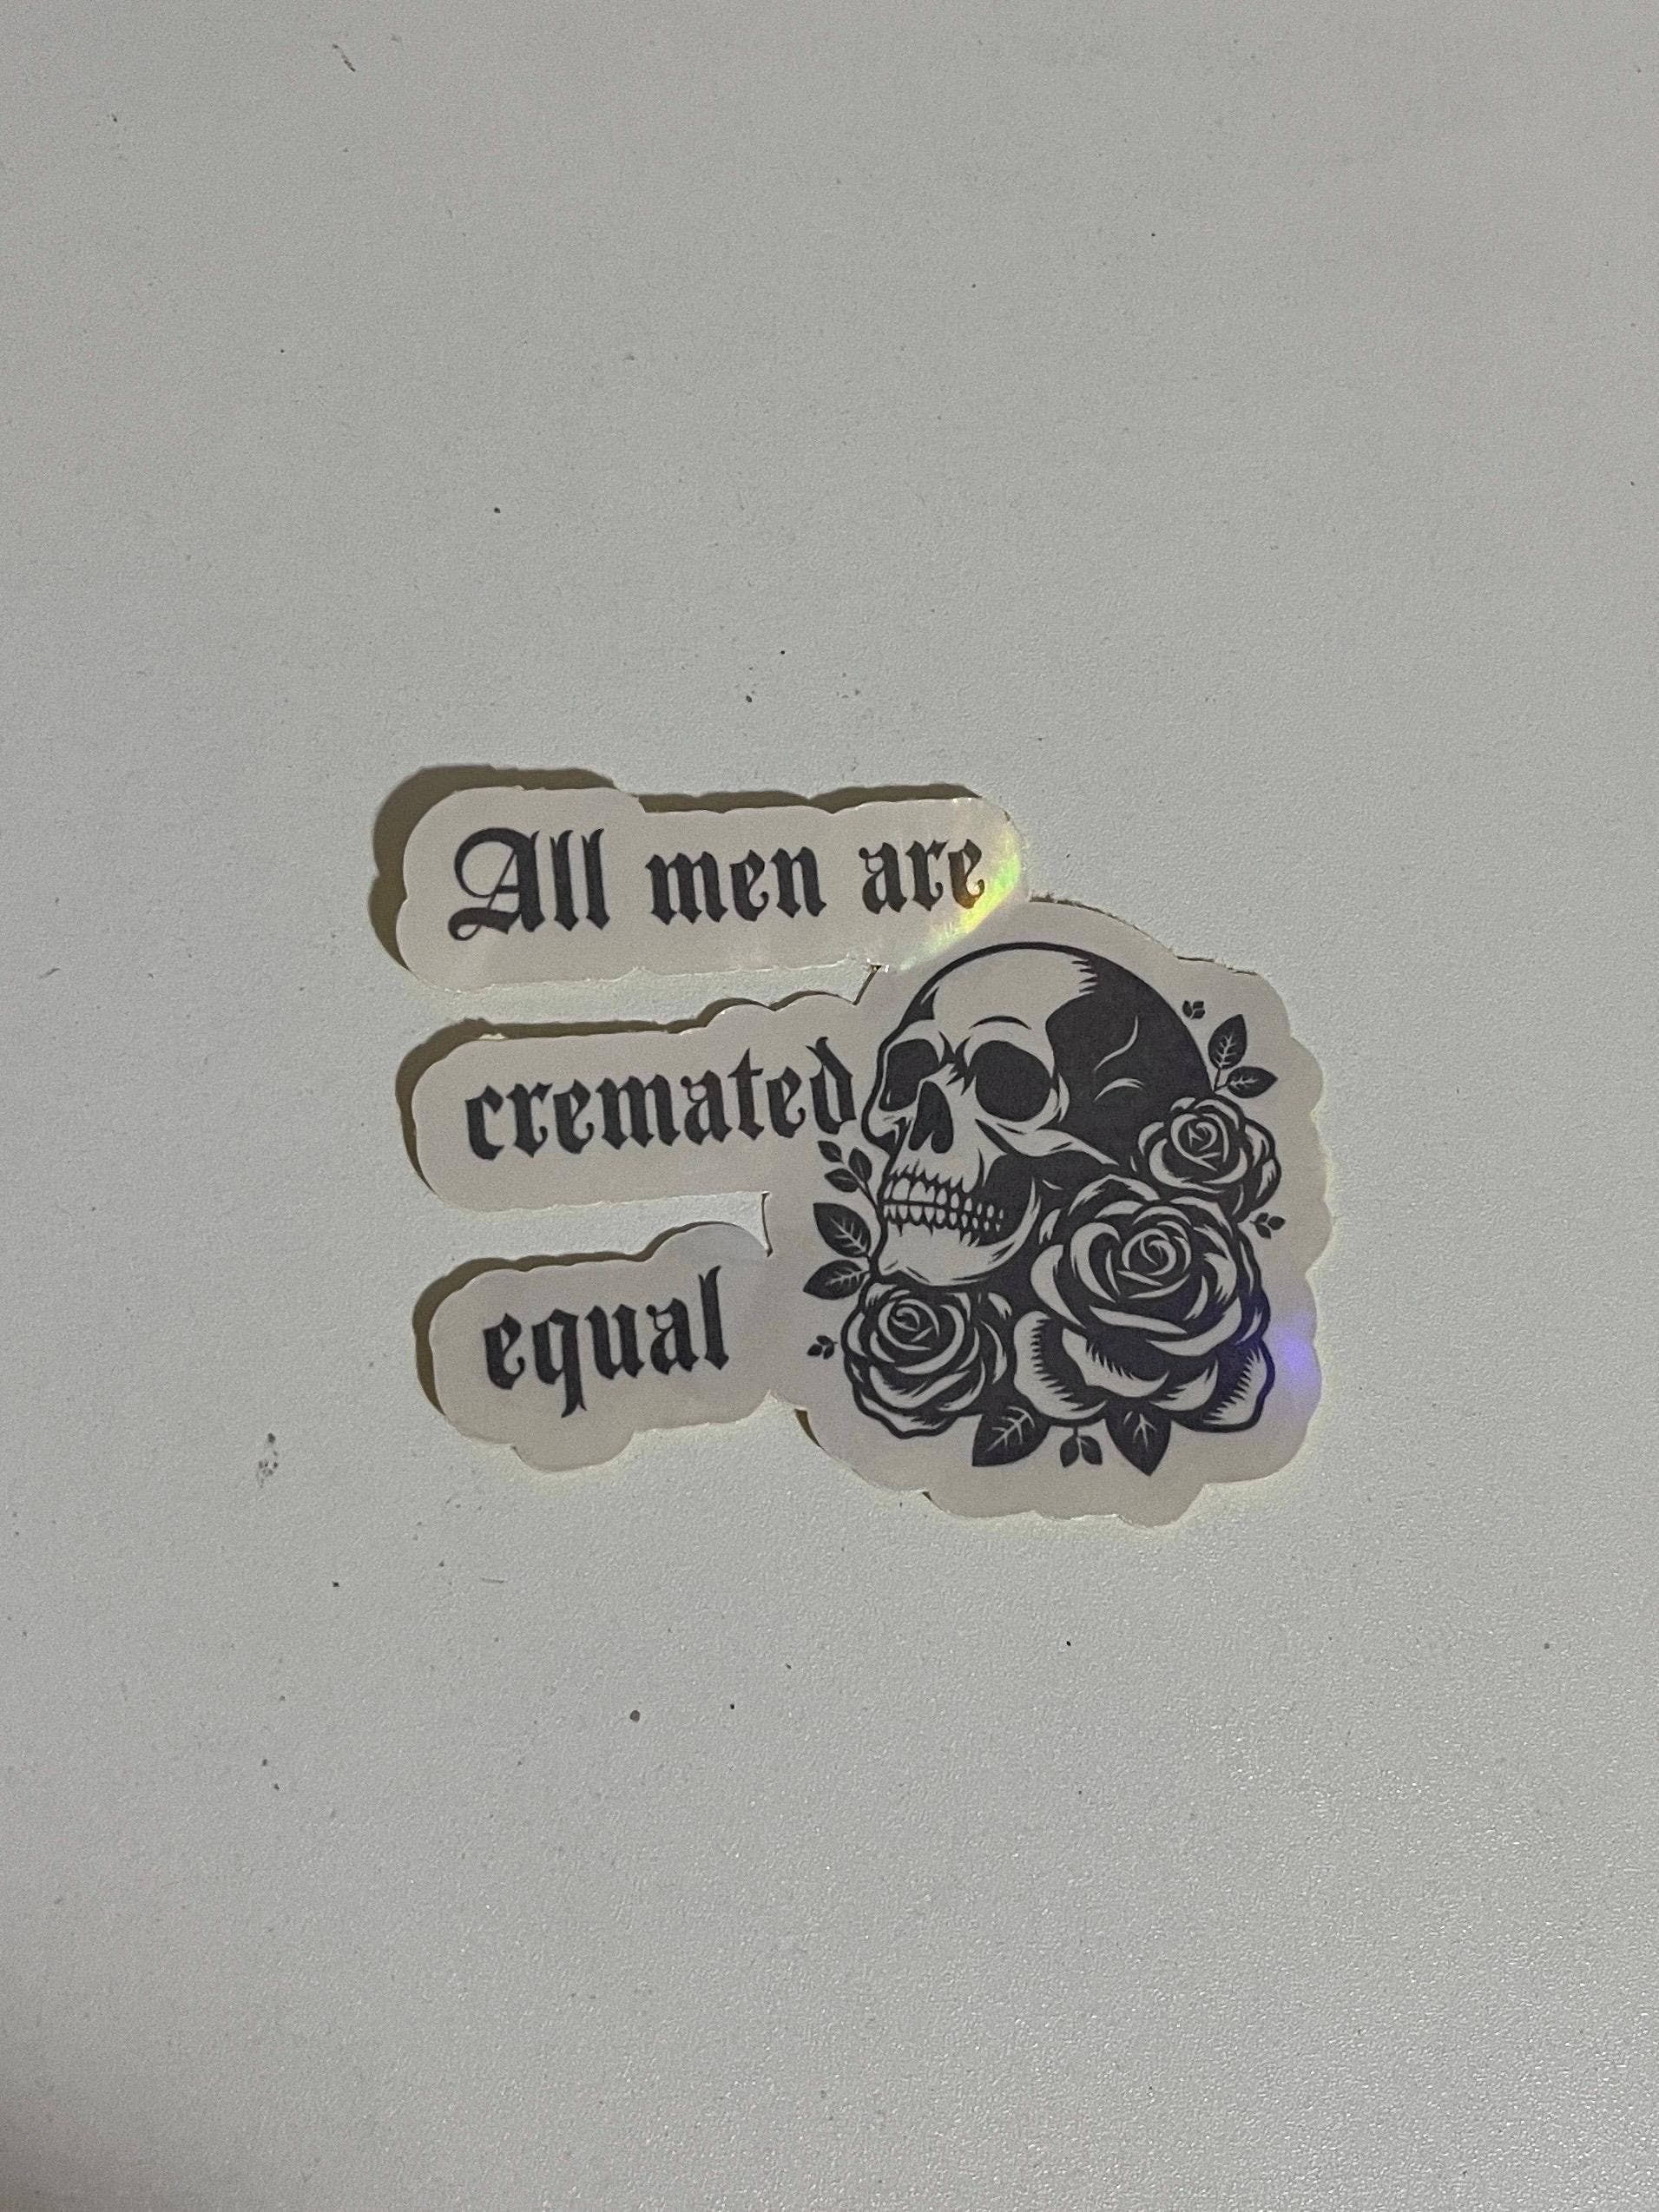 All men are
cremated
equal